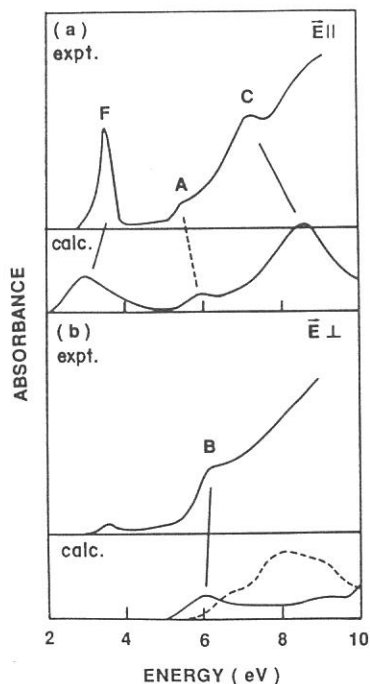 (a)
E⃗ ||
expt.
F
A
C
calc.
(b)
E⃗ ⊥
expt.
B
calc.
ABSORBANCE
2 4 6 8 10
ENERGY ( eV )